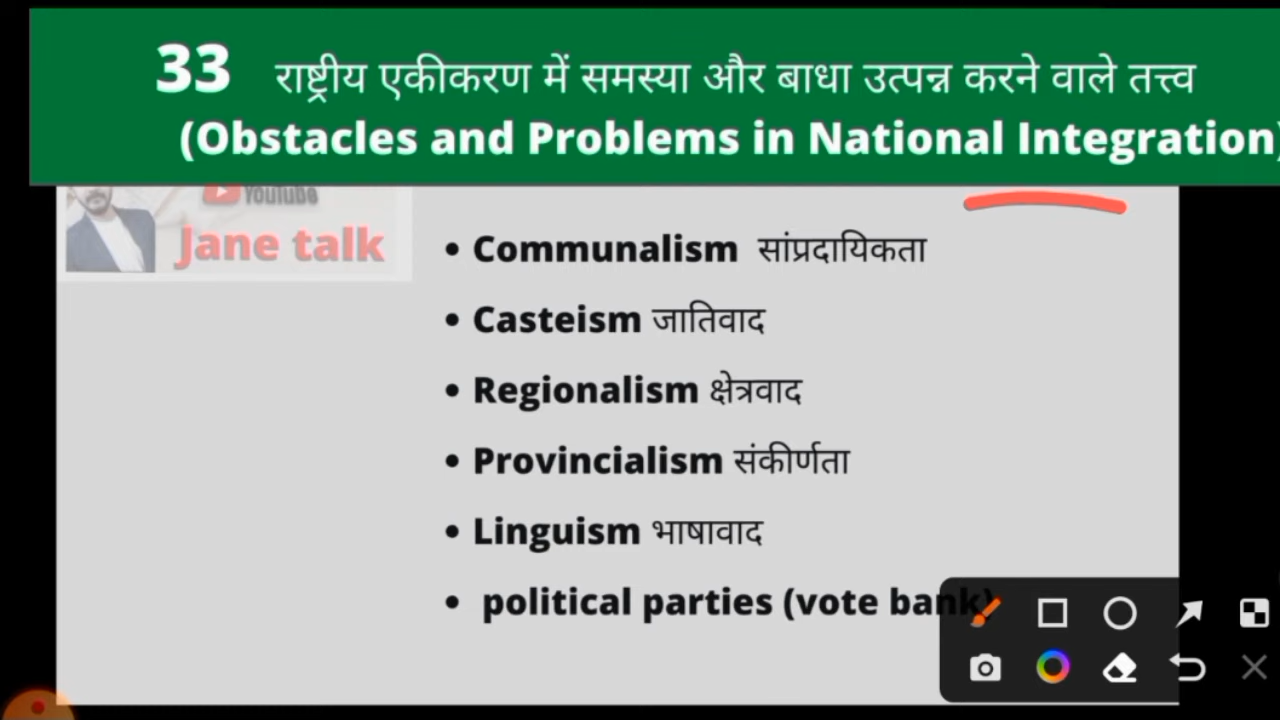 33 राष्ट्रीय एकीकरण में समस्या और बाधा उत्पन्न करने वाले तत्त्व
(Obstacles and Problems in National Integration)
YouTube
Jane talk
• Communalism सांप्रदायिकता
• Casteism जातिवाद
• Regionalism क्षेत्रवाद
• Provincialism संकीर्णता
• Linguism भाषावाद
• political parties (vote bank)